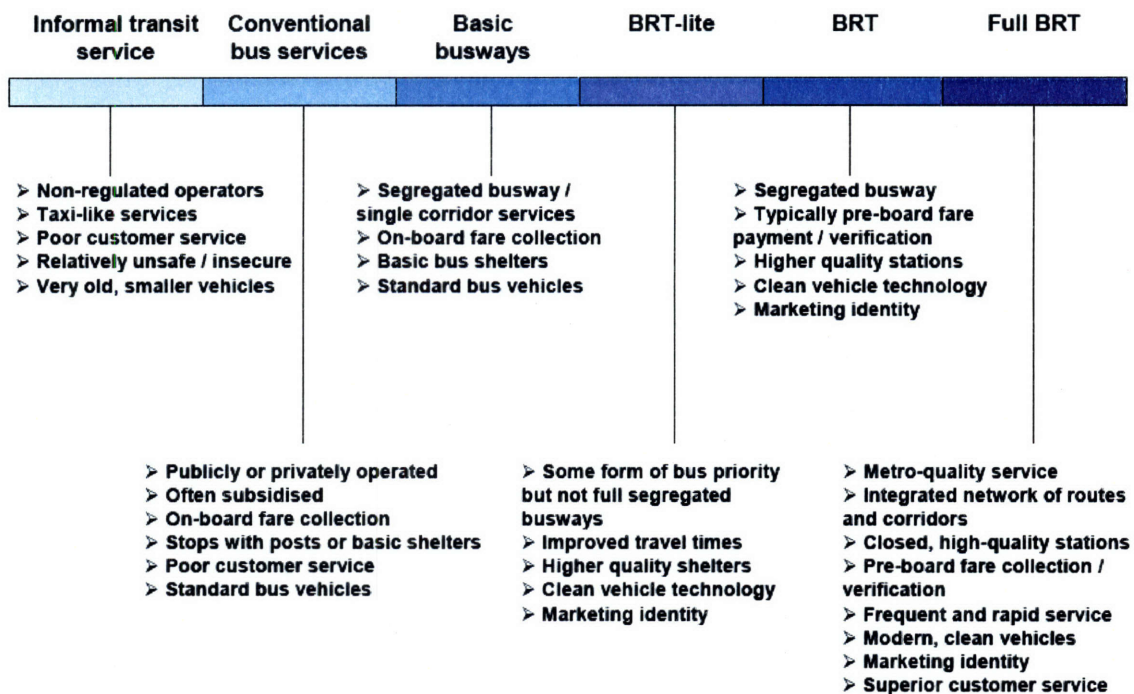 Informal transit
service
Conventional
bus services
Basic
busways
BRT-lite
BRT
Full BRT
➢ Non-regulated operators
➢ Taxi-like services
➢ Poor customer service
➢ Relatively unsafe / insecure
➢ Very old, smaller vehicles
➢ Segregated busway /
single corridor services
➢ On-board fare collection
➢ Basic bus shelters
➢ Standard bus vehicles
➢ Segregated busway
➢ Typically pre-board fare
payment / verification
➢ Higher quality stations
➢ Clean vehicle technology
➢ Marketing identity
➢ Publicly or privately operated
➢ Often subsidised
➢ On-board fare collection
➢ Stops with posts or basic shelters
➢ Poor customer service
➢ Standard bus vehicles
➢ Some form of bus priority
but not full segregated
busways
➢ Improved travel times
➢ Higher quality shelters
➢ Clean vehicle technology
➢ Marketing identity
➢ Metro-quality service
➢ Integrated network of routes
and corridors
➢ Closed, high-quality stations
➢ Pre-board fare collection /
verification
➢ Frequent and rapid service
➢ Modern, clean vehicles
➢ Marketing identity
➢ Superior customer service